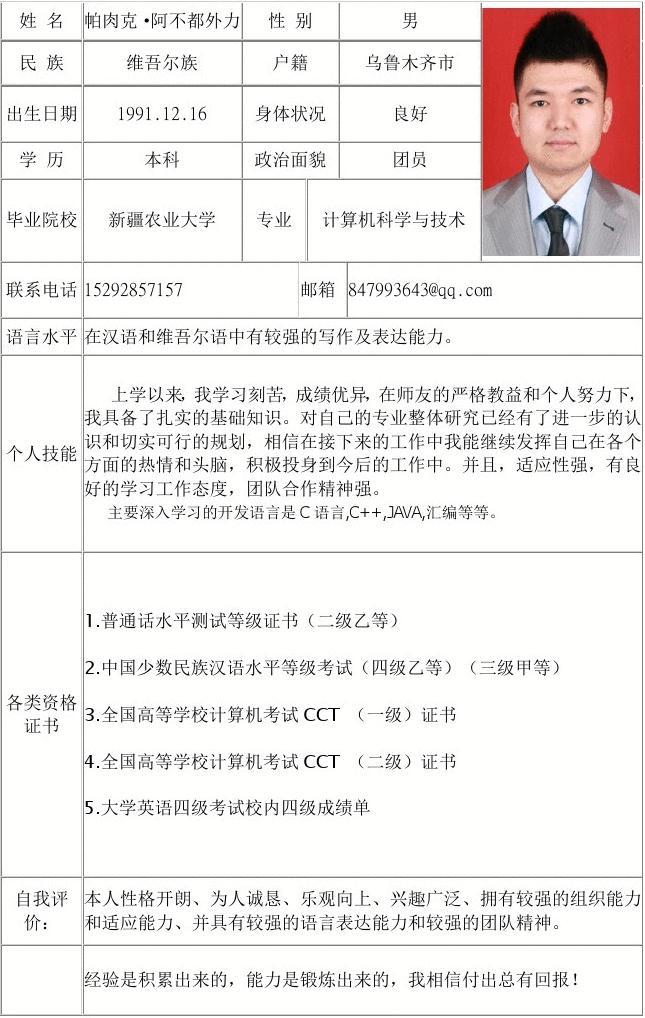 姓 名 帕肉克·阿不都外力 性 别 男
民 族 维吾尔族 户籍 乌鲁木齐市
出生日期 1991.12.16 身体状况 良好
学 历 本科 政治面貌 团员
毕业院校 新疆农业大学 专业 计算机科学与技术
联系电话 15292857157 邮箱 847993643@qq.com
语言水平 在汉语和维吾尔语中有较强的写作及表达能力。
个人技能
上学以来,我学习刻苦,成绩优异,在师友的严格教益和个人努力下,
我具备了扎实的基础知识。对自己的专业整体研究已经有了进一步的认
识和切实可行的规划，相信在接下来的工作中我能继续发挥自己在各个
方面的热情和头脑，积极投身到今后的工作中。并且，适应性强，有良
好的学习工作态度，团队合作精神强。
主要深入学习的开发语言是C语言,C++,JAVA,汇编等等。
各类资格
证书
1.普通话水平测试等级证书（二级乙等）
2.中国少数民族汉语水平等级考试（四级乙等）（三级甲等）
3.全国高等学校计算机考试CCT （一级）证书
4.全国高等学校计算机考试CCT （二级）证书
5.大学英语四级考试校内四级成绩单
自我评
价：
本人性格开朗、为人诚恳、乐观向上、兴趣广泛、拥有较强的组织能力
和适应能力、并具有较强的语言表达能力和较强的团队精神。
经验是积累出来的，能力是锻炼出来的，我相信付出总有回报！